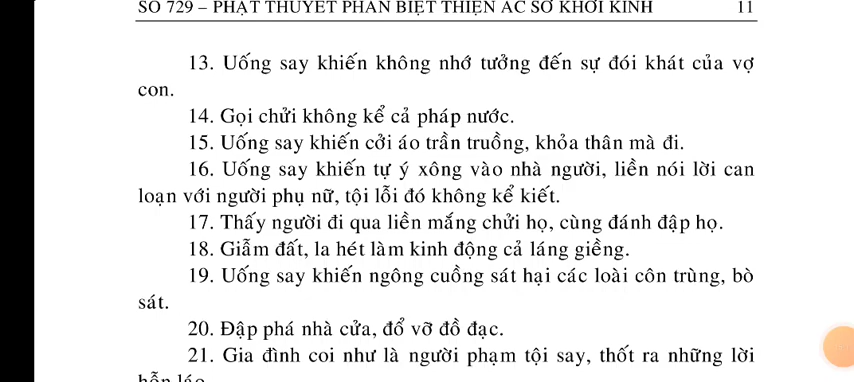 SỐ 729 – PHẬT THUYẾT PHÂN BIỆT THIỆN ÁC SỞ KHỞI KINH 11
13. Uống say khiến không nhớ tưởng đến sự đói khát của vợ
con.
14. Gọi chửi không kể cả pháp nước.
15. Uống say khiến cởi áo trần truồng, khỏa thân mà đi.
16. Uống say khiến tự ý xông vào nhà người, liền nói lời can
loạn với người phụ nữ, tội lỗi đó không kể kiết.
17. Thấy người đi qua liền mắng chửi họ, cùng đánh đập họ.
18. Giẫm đất, la hét làm kinh động cả láng giềng.
19. Uống say khiến ngông cuồng sát hại các loài côn trùng, bò
sát.
20. Đập phá nhà cửa, đổ vỡ đồ đạc.
21. Gia đình coi như là người phạm tội say, thốt ra những lời
hỗn láo